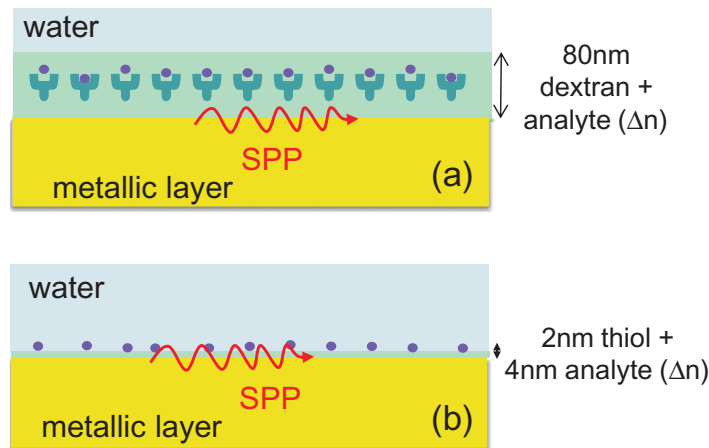 water
80nm
dextran +
analyte (Δn)
SPP
metallic layer
(a)
water
2nm thiol +
4nm analyte (Δn)
SPP
metallic layer
(b)